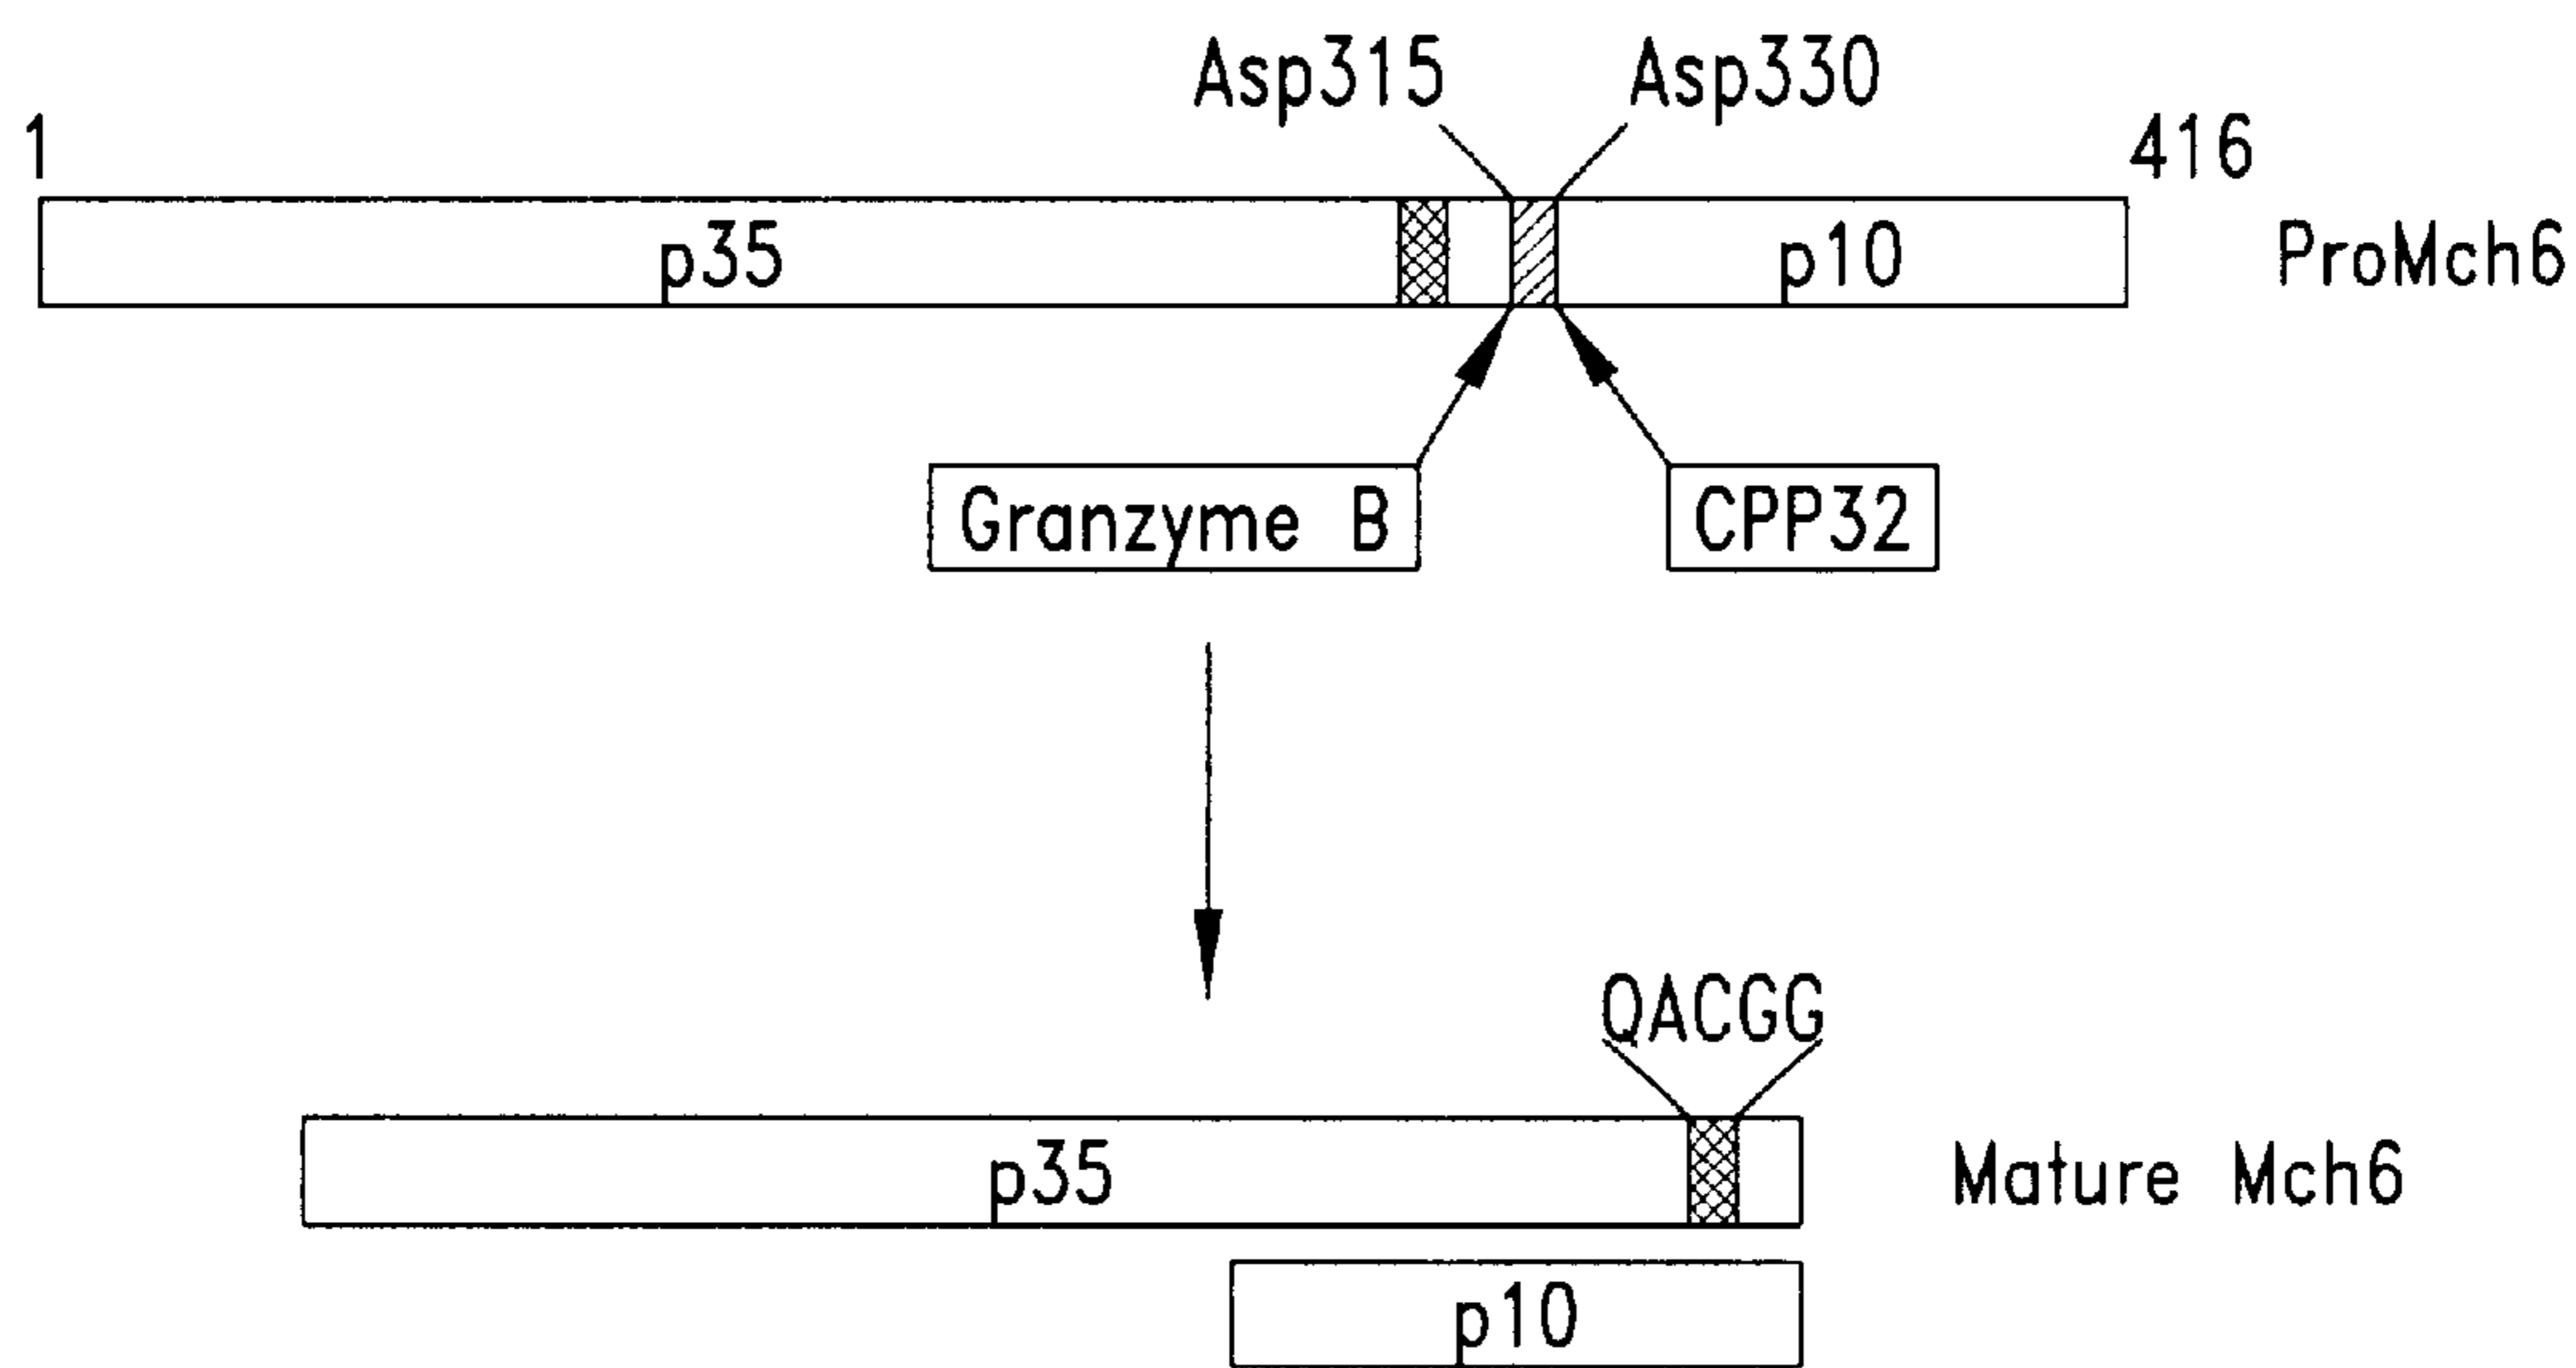 Asp315 Asp330
1 416
p35 p10 ProMch6
Granzyme B CPP32
QACGG
p35 Mature Mch6
p10